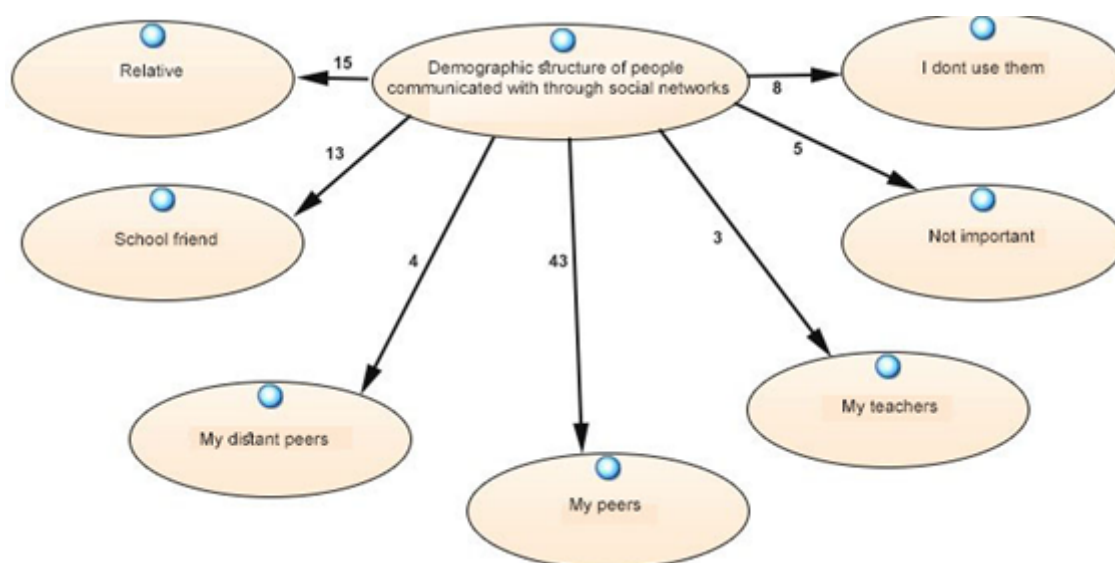 Demographic structure of people
communicated with through social networks
15
Relative
8
I dont use them
13
School friend
5
Not important
4
My distant peers
43
My peers
3
My teachers